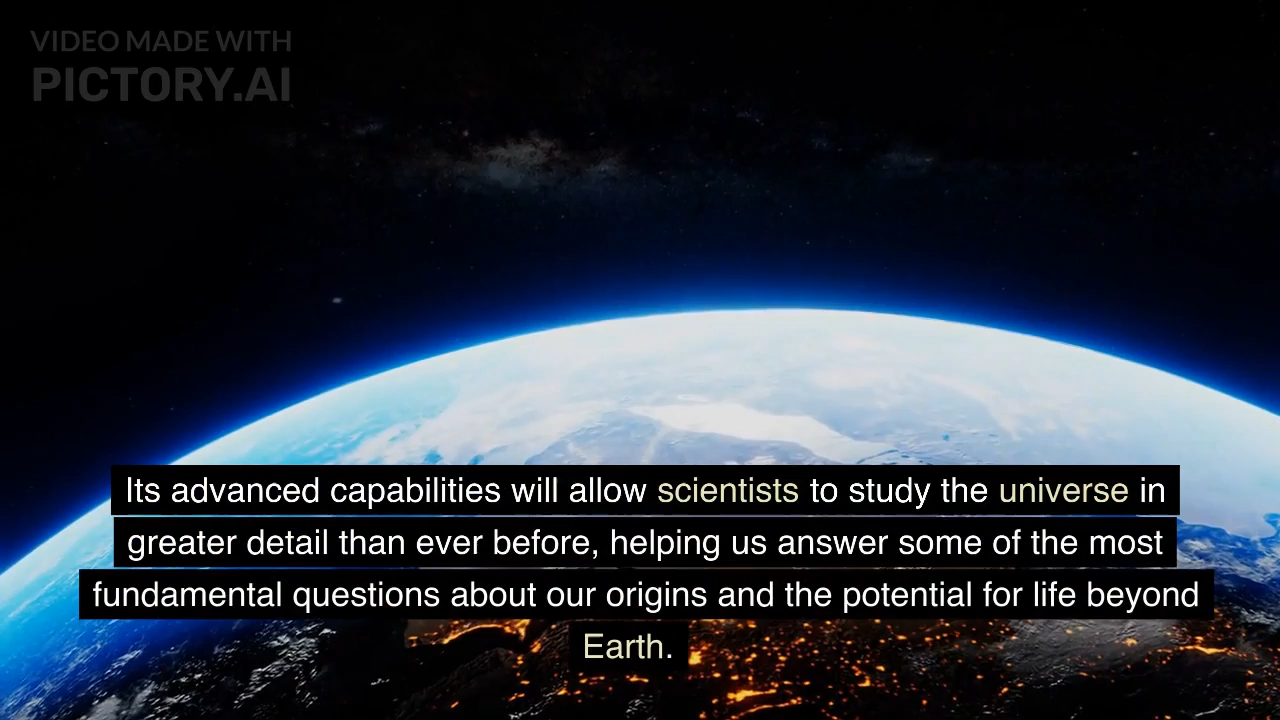 VIDEO MADE WITH
PICTORY.AI
Its advanced capabilities will allow scientists to study the universe in
greater detail than ever before, helping us answer some of the most
fundamental questions about our origins and the potential for life beyond
Earth.